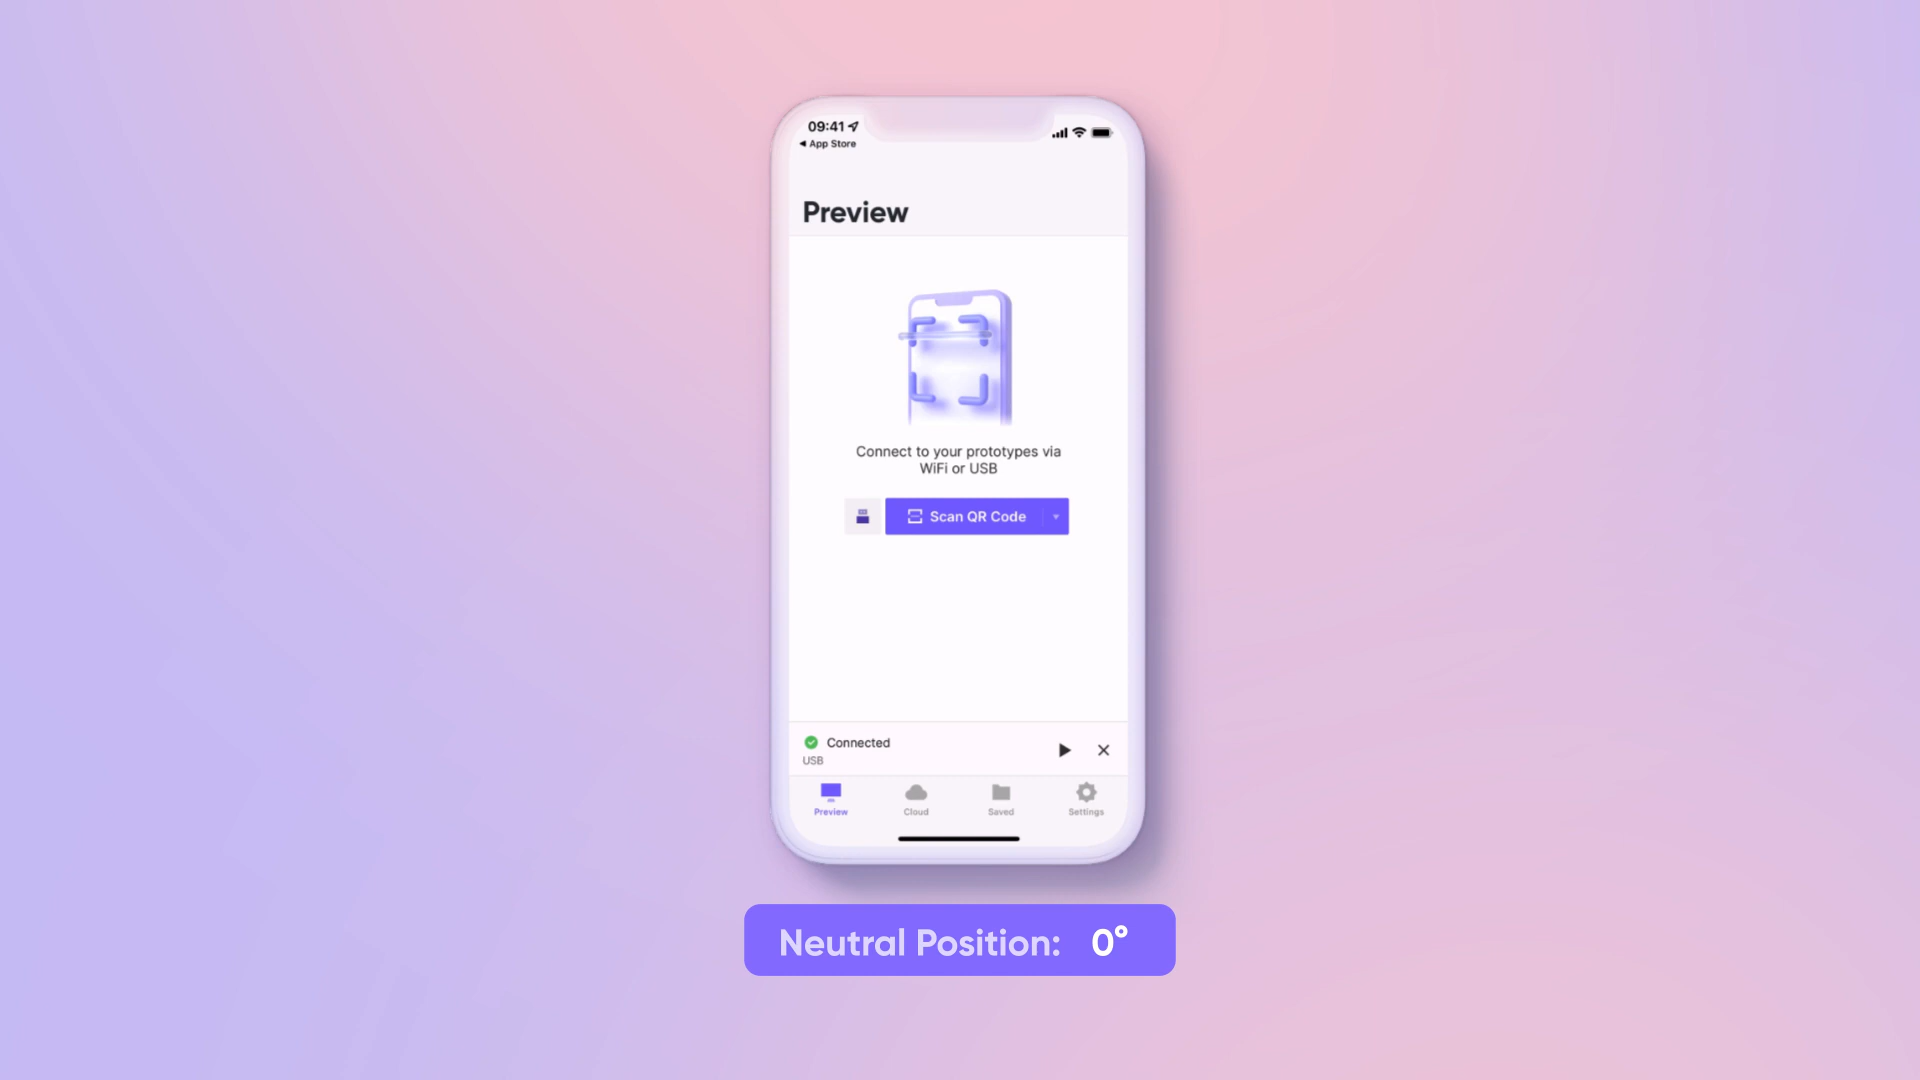 09:41
◀ App Store
Preview
Connect to your prototypes via
WiFi or USB
Scan QR Code
Connected
USB
Preview
Cloud
Saved
Settings
Neutral Position: 0°